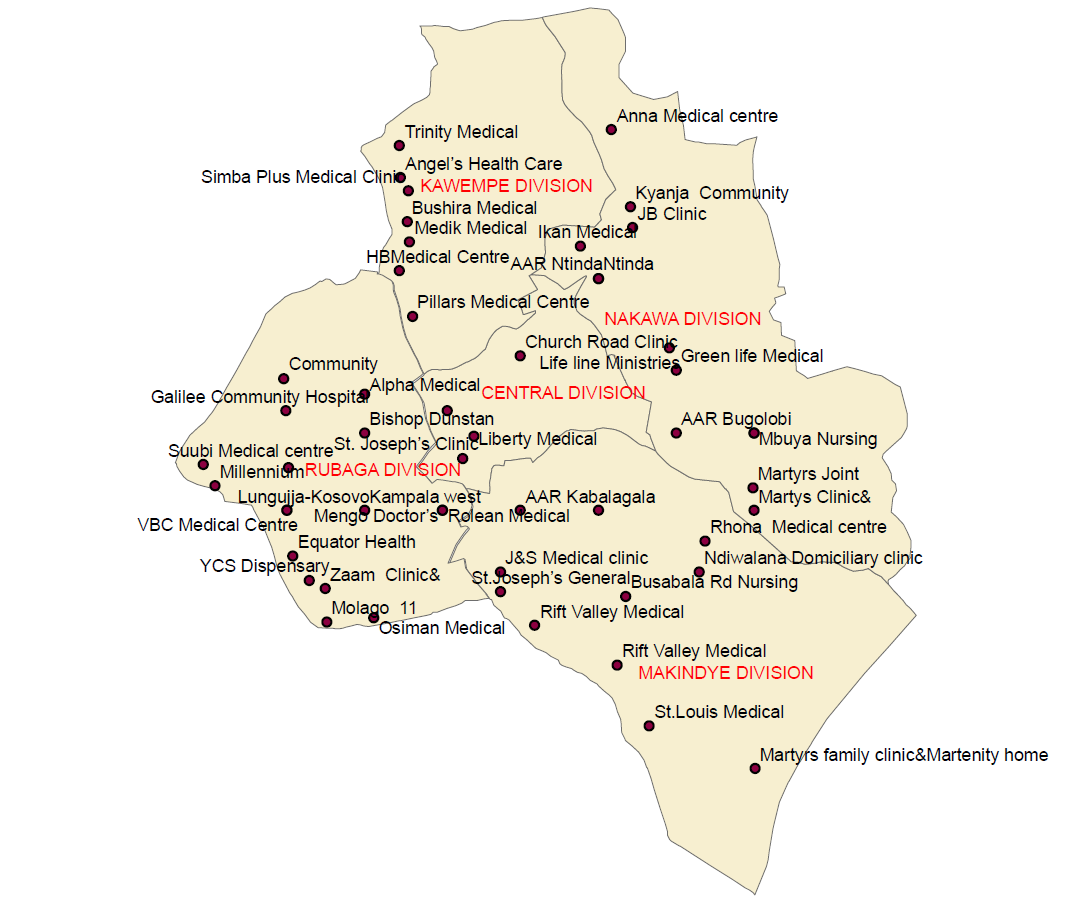 Anna Medical centre
Trinity Medical
Angel's Health Care
Simba Plus Medical Clinic
KAWEMPE DIVISION
Kyanja  Community
Bushira Medical
JB Clinic
Medik Medical
Ikan Medical
HBMedical Centre
AAR NtindaNtinda
Pillars Medical Centre
NAKAWA DIVISION
Church Road Clinic
Green life Medical
Life line Ministries
Community
Alpha Medical
CENTRAL DIVISION
Galilee Community Hospital
Bishop Dunstan
AAR Bugolobi
Liberty Medical
Mbuya Nursing
St. Joseph's Clinic
Suubi Medical centre
Millennium
RUBAGA DIVISION
Martyrs Joint
Lungujja-Kosovo
Kampala west
AAR Kabalagala
Martys Clinic&
Mengo Doctor's
Rolean Medical
VBC Medical Centre
Rhona  Medical centre
Equator Health
J&S Medical clinic
Ndiwalana Domiciliary clinic
YCS Dispensary
Zaam  Clinic&
St.Joseph's General
Busabala Rd Nursing
Molago  11
Rift Valley Medical
Osiman Medical
Rift Valley Medical
MAKINDYE DIVISION
St.Louis Medical
Martyrs family clinic&Martenity home